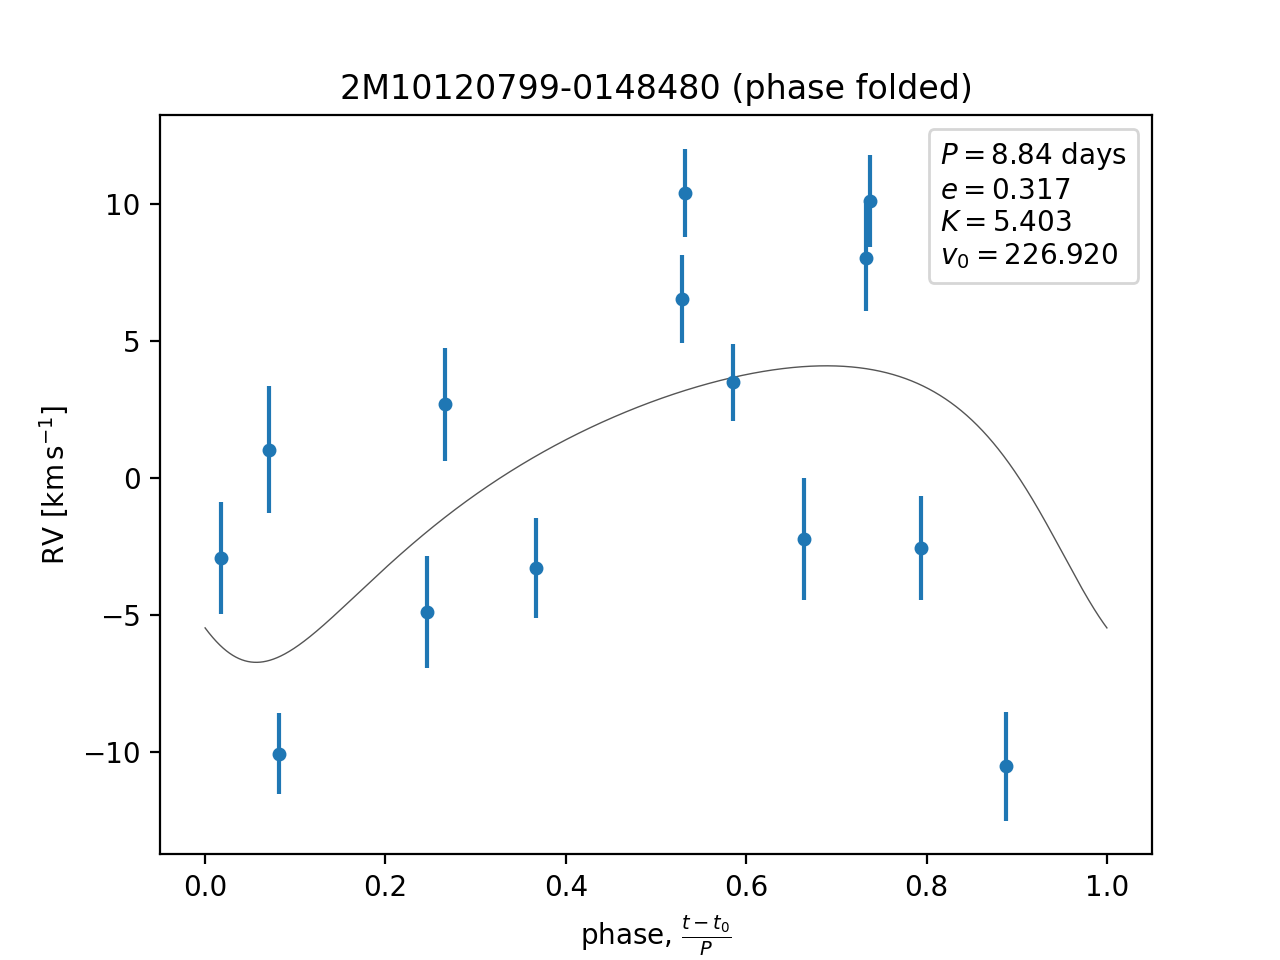 2M10120799-0148480 (phase folded)
P = 8.84 days
e = 0.317
K = 5.403
v₀ = 226.920
10
5
0
−5
−10
RV [km s⁻¹]
0.0 0.2 0.4 0.6 0.8 1.0
phase, (t − t₀)/P